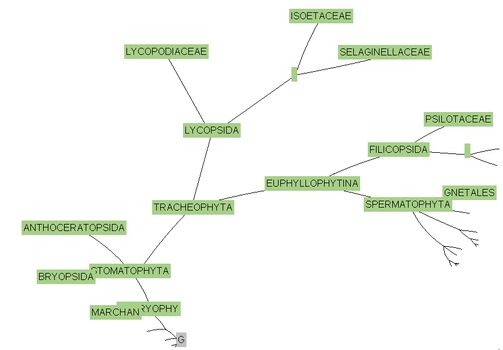 ISOETACEAE
LYCOPODIACEAE
SELAGINELLACEAE
PSILOTACEAE
LYCOPSIDA
FILICOPSIDA
EUPHYLLOPHYTINA
GNETALES
TRACHEOPHYTA
SPERMATOPHYTA
ANTHOCERATOPSIDA
STOMATOPHYTA
BRYOPSIDA
RYOPHY
MARCHAN
G